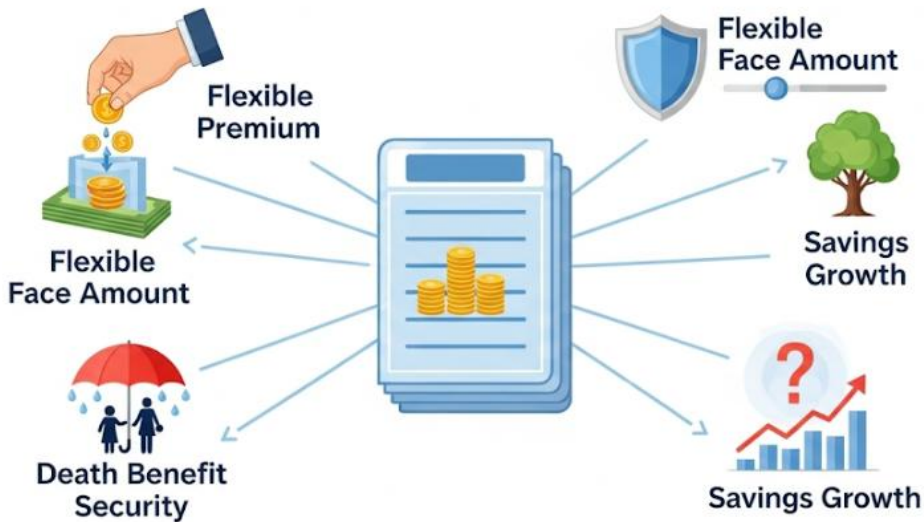 Flexible
Premium
Flexible
Face Amount
Flexible
Face Amount
Savings
Growth
Death Benefit
Security
?
Savings Growth